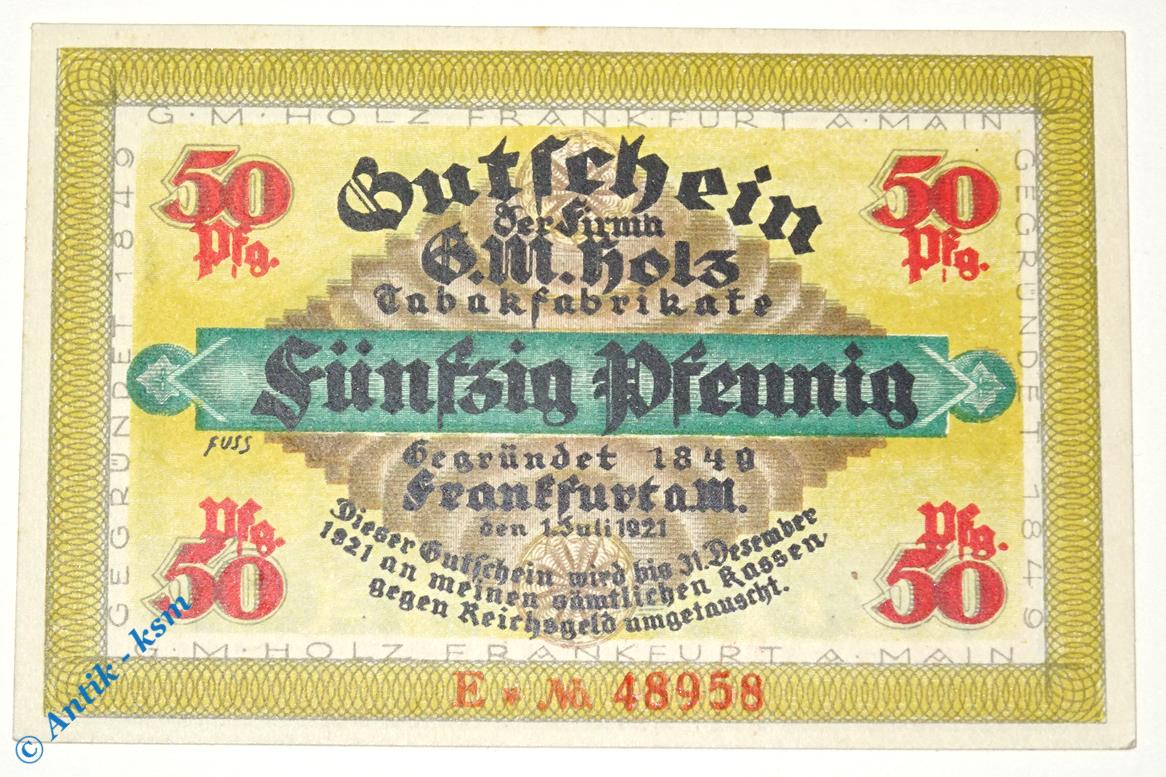 G·M·HOLZ FRANKFURT A·MAIN
GEGRÜNDET 1849
50
Pfg.
Gutschein
der Firma
G.M.Holz
Tabakfabrikate
50
Pfg.
GEGRÜNDET 1849
Fünfzig Pfennig
FUSS
Gegründet 1849
Frankfurt a.M.
den 1. Juli 1921
Dieser Gutschein wird bis 31. Dezember
1921 an meinen sämtlichen Kassen
gegen Reichsgeld umgetauscht.
Pfg.
50
Pfg.
50
G·M·HOLZ FRANKFURT A·MAIN
E * № 48958
© Antik - ksm